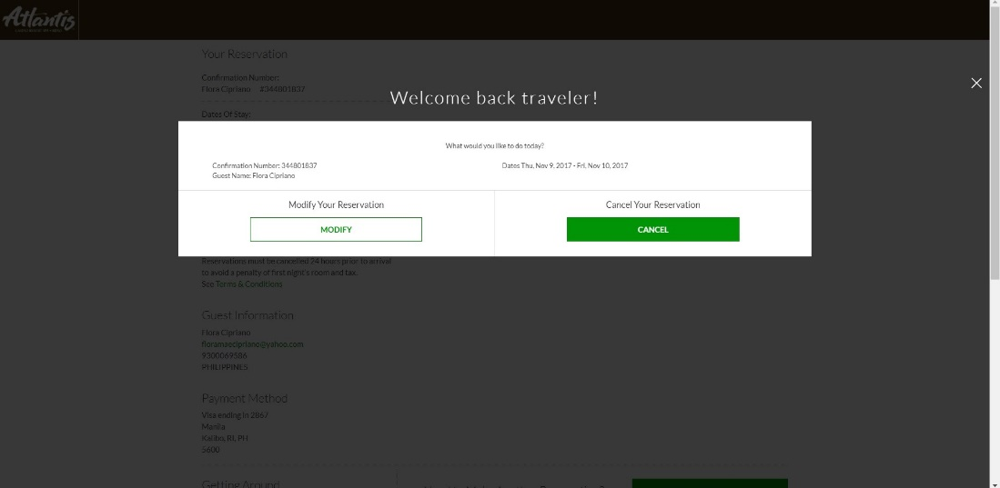 Atlantis
Your Reservation
Confirmation Number:
Flora Cipriano #344801837
Dates Of Stay:
Welcome back traveler!
What would you like to do today?
Confirmation Number: 344801837
Guest Name: Flora Cipriano
Dates Thu, Nov 9, 2017 - Fri, Nov 10, 2017
Modify Your Reservation
MODIFY
Cancel Your Reservation
CANCEL
Reservations must be cancelled 24 hours prior to arrival
to avoid a penalty of first night's room and tax.
See Terms & Conditions
Guest Information
Flora Cipriano
floramaecipriano@yahoo.com
9300069586
PHILIPPINES
Payment Method
Visa ending in 2867
Manila
Kalibo, RI, PH
5600
Getting Around